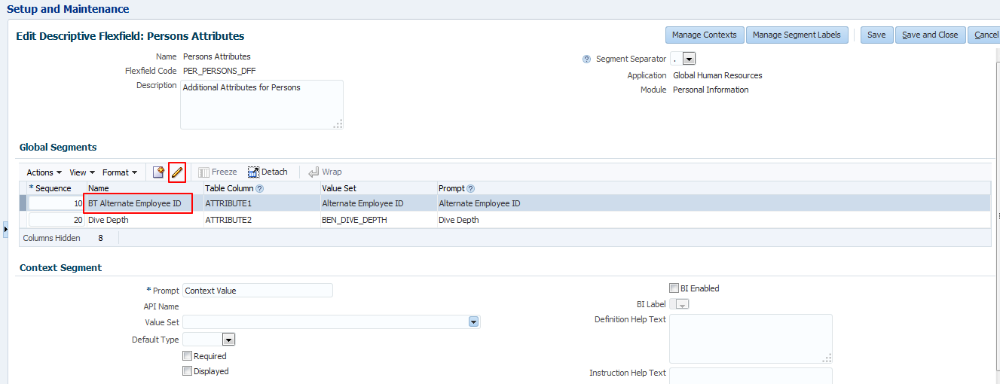 Setup and Maintenance
Edit Descriptive Flexfield: Persons Attributes
Manage Contexts Manage Segment Labels Save Save and Close Cancel
Name Persons Attributes
Segment Separator .
Flexfield Code PER_PERSONS_DFF
Application Global Human Resources
Description Additional Attributes for Persons
Module Personal Information
Global Segments
Actions View Format Freeze Detach Wrap
* Sequence Name Table Column Value Set Prompt
10 BT Alternate Employee ID ATTRIBUTE1 Alternate Employee ID Alternate Employee ID
20 Dive Depth ATTRIBUTE2 BEN_DIVE_DEPTH Dive Depth
Columns Hidden 8
Context Segment
* Prompt Context Value
BI Enabled
API Name
BI Label
Value Set
Definition Help Text
Default Type
Required
Displayed
Instruction Help Text